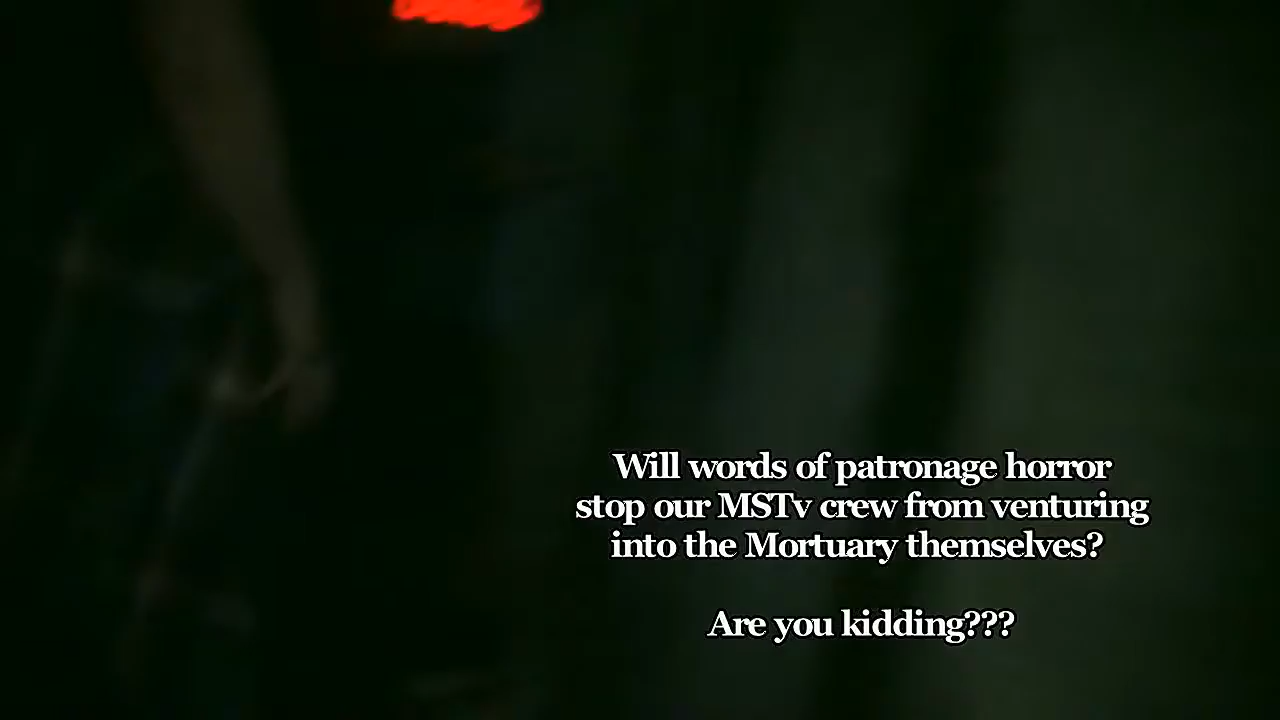 Will words of patronage horror
stop our MSTv crew from venturing
into the Mortuary themselves?
Are you kidding???